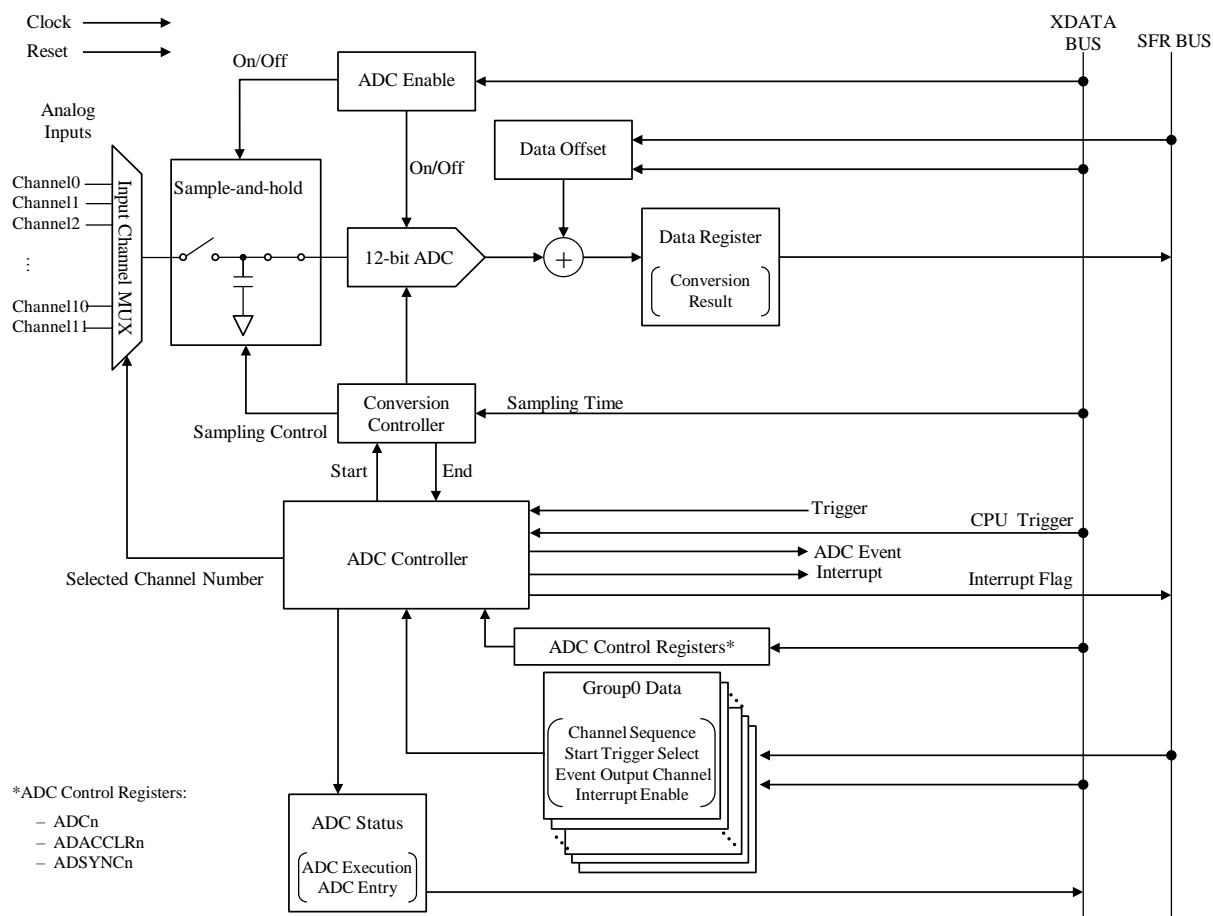 Clock
Reset
XDATA
BUS
SFR BUS
On/Off
ADC Enable
Analog
Inputs
Data Offset
On/Off
Channel0
Channel1
Channel2
⋮
Channel10
Channel11
Input Channel MUX
Sample-and-hold
12-bit ADC
+
Data Register
Conversion
Result
Sampling Control
Conversion
Controller
Sampling Time
Start
End
ADC Controller
Trigger
CPU Trigger
ADC Event
Interrupt
Interrupt Flag
Selected Channel Number
ADC Control Registers*
Group0 Data
Channel Sequence
Start Trigger Select
Event Output Channel
Interrupt Enable
*ADC Control Registers:
– ADCn
– ADACCLRn
– ADSYNCn
ADC Status
ADC Execution
ADC Entry